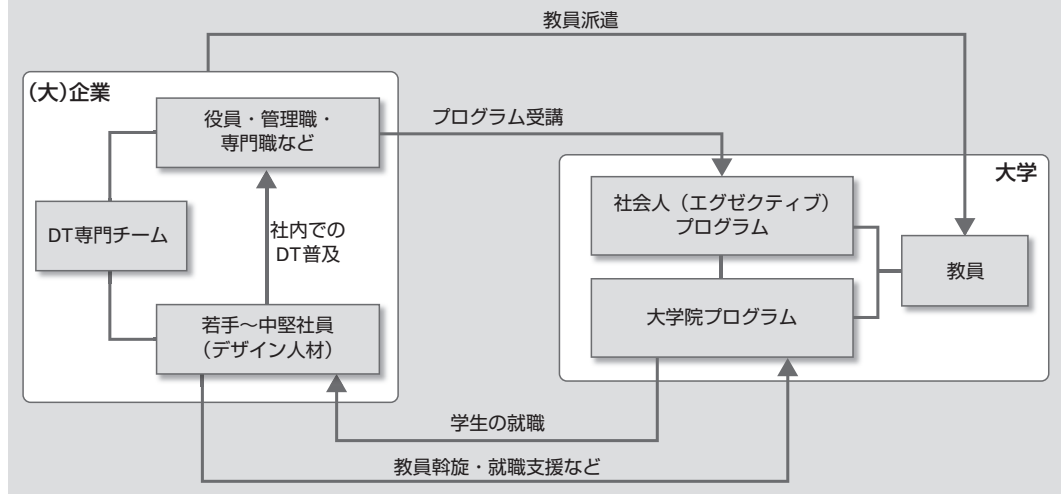 教員派遣
(大)企業
役員・管理職・
専門職など
プログラム受講
大学
社会人（エグゼクティブ）
プログラム
DT専門チーム
社内での
DT普及
教員
大学院プログラム
若手〜中堅社員
（デザイン人材）
学生の就職
教員斡旋・就職支援など